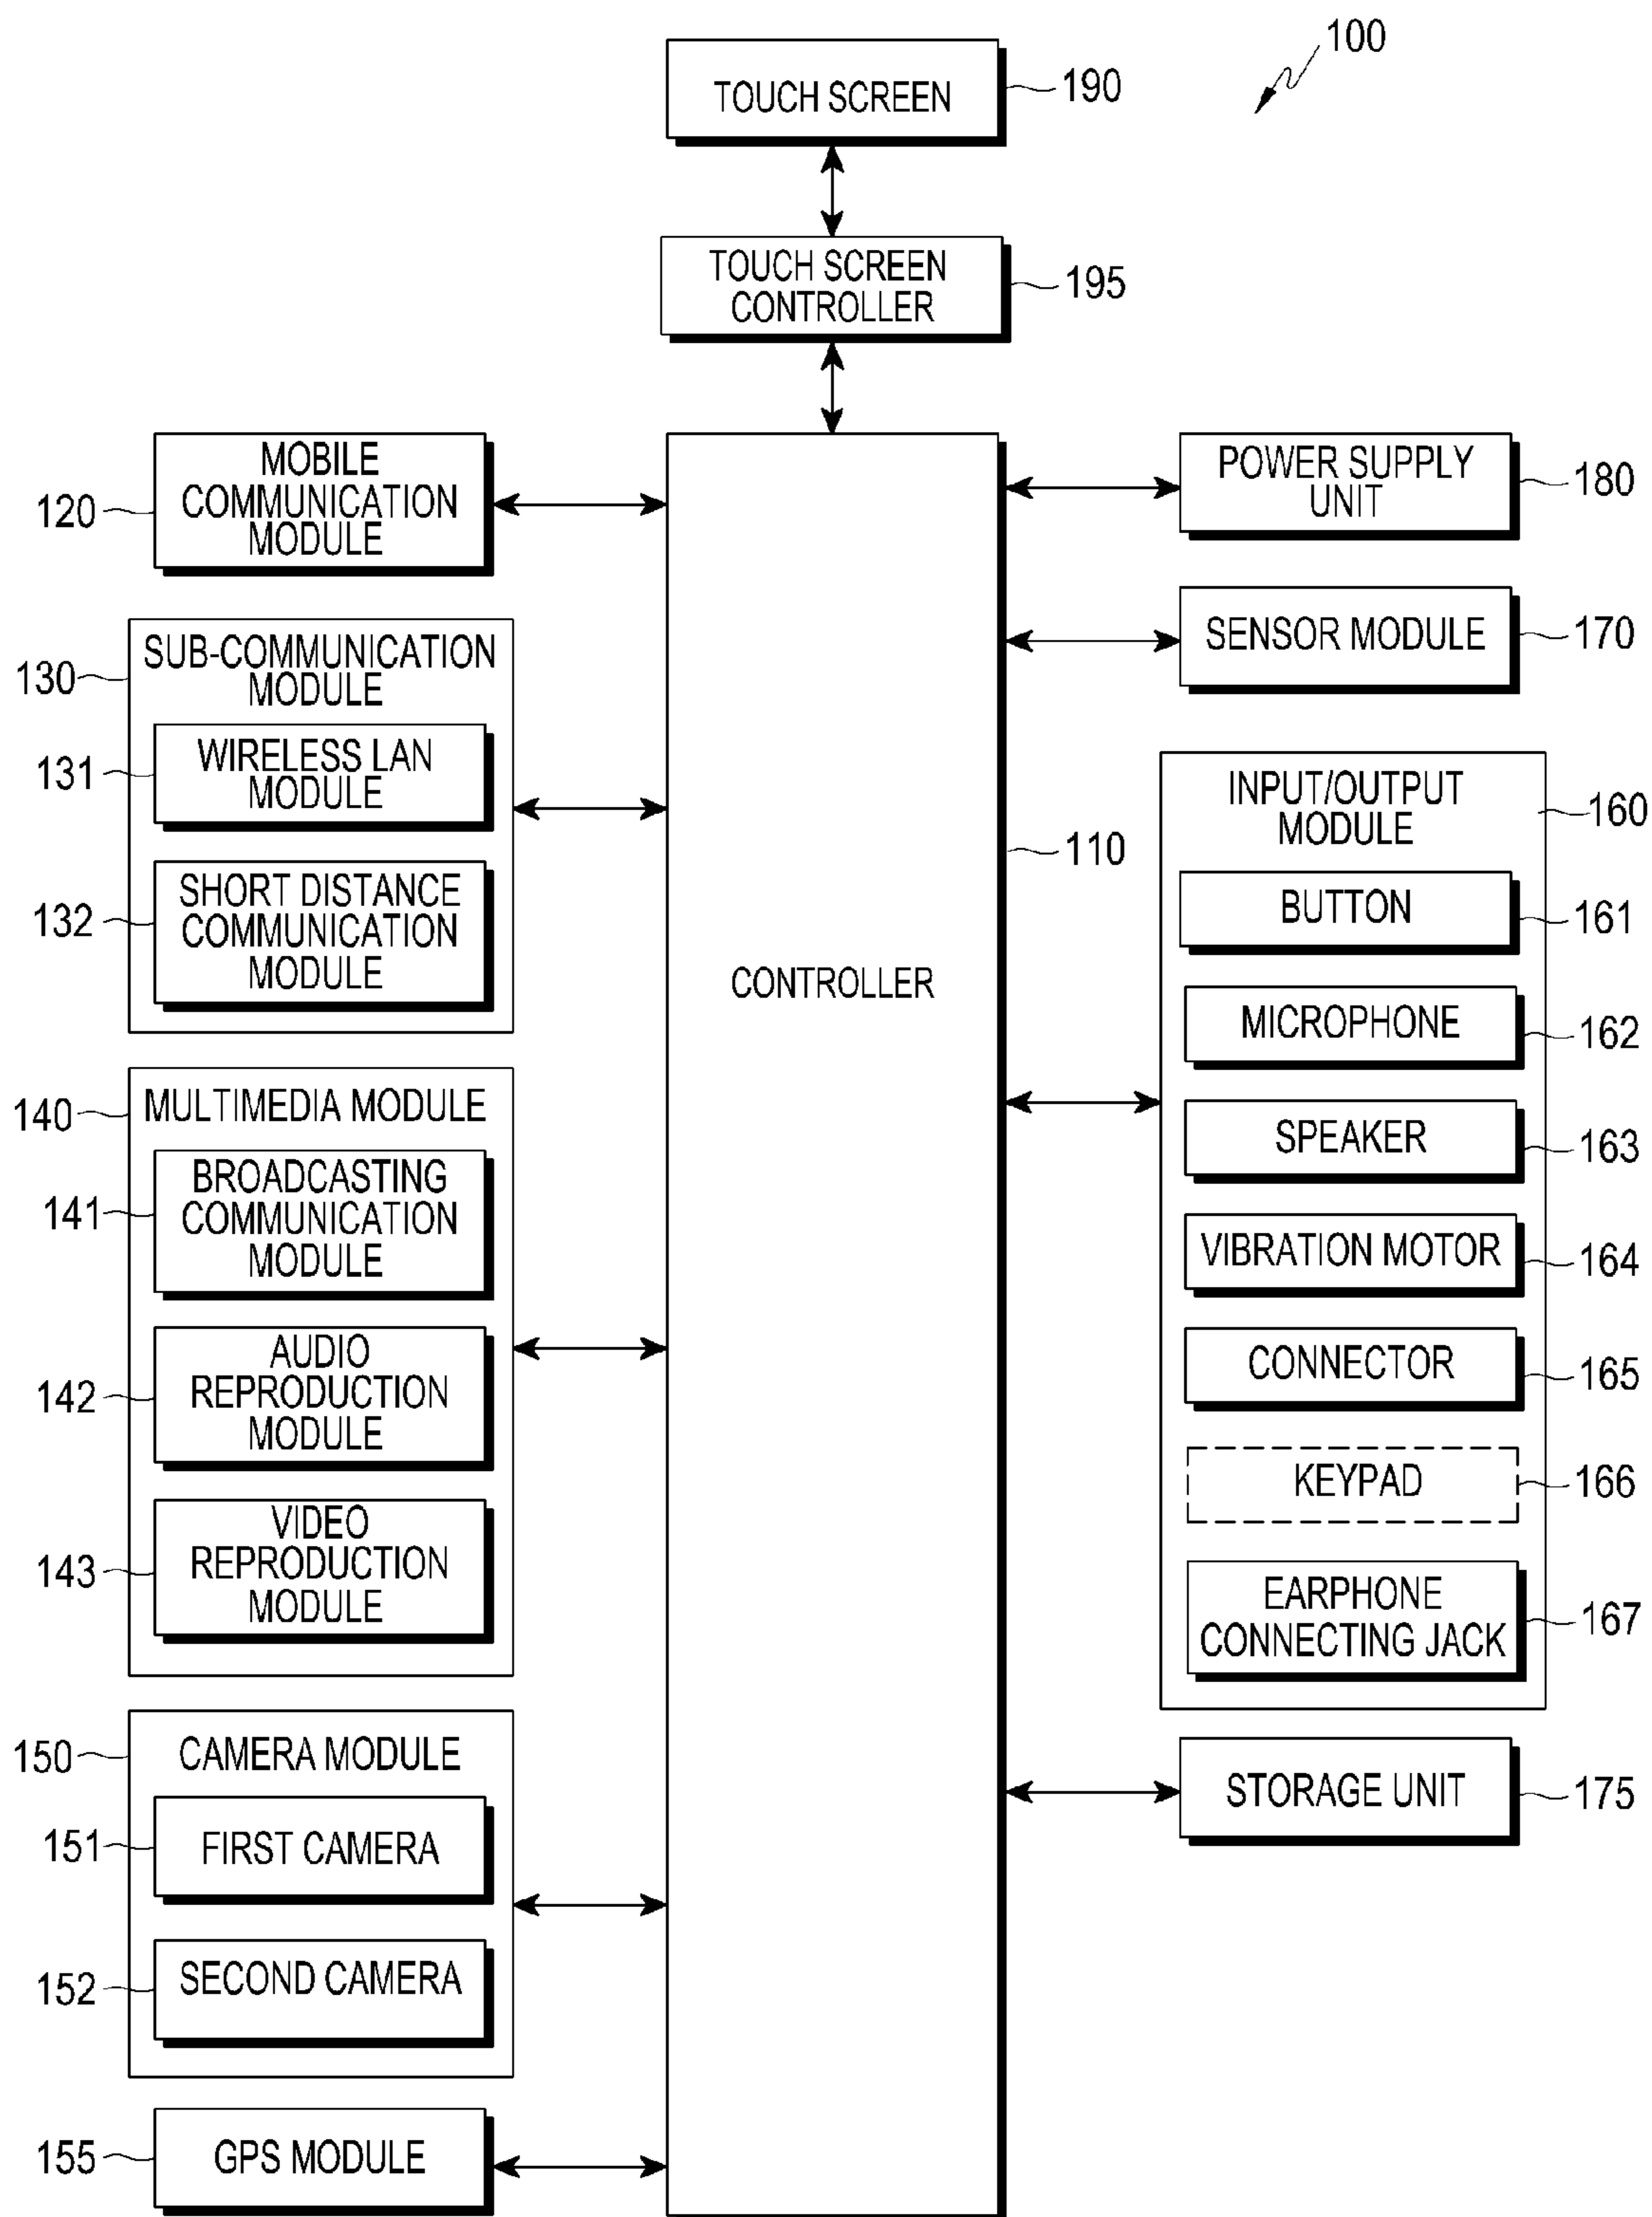 100
TOUCH SCREEN
190
TOUCH SCREEN
CONTROLLER
195
MOBILE
COMMUNICATION
MODULE
120
SUB-COMMUNICATION
MODULE
130
WIRELESS LAN
MODULE
131
SHORT DISTANCE
COMMUNICATION
MODULE
132
MULTIMEDIA MODULE
140
BROADCASTING
COMMUNICATION
MODULE
141
AUDIO
REPRODUCTION
MODULE
142
VIDEO
REPRODUCTION
MODULE
143
CAMERA MODULE
150
FIRST CAMERA
151
SECOND CAMERA
152
GPS MODULE
155
CONTROLLER
110
POWER SUPPLY
UNIT
180
SENSOR MODULE
170
INPUT/OUTPUT
MODULE
160
BUTTON
161
MICROPHONE
162
SPEAKER
163
VIBRATION MOTOR
164
CONNECTOR
165
KEYPAD
166
EARPHONE
CONNECTING JACK
167
STORAGE UNIT
175